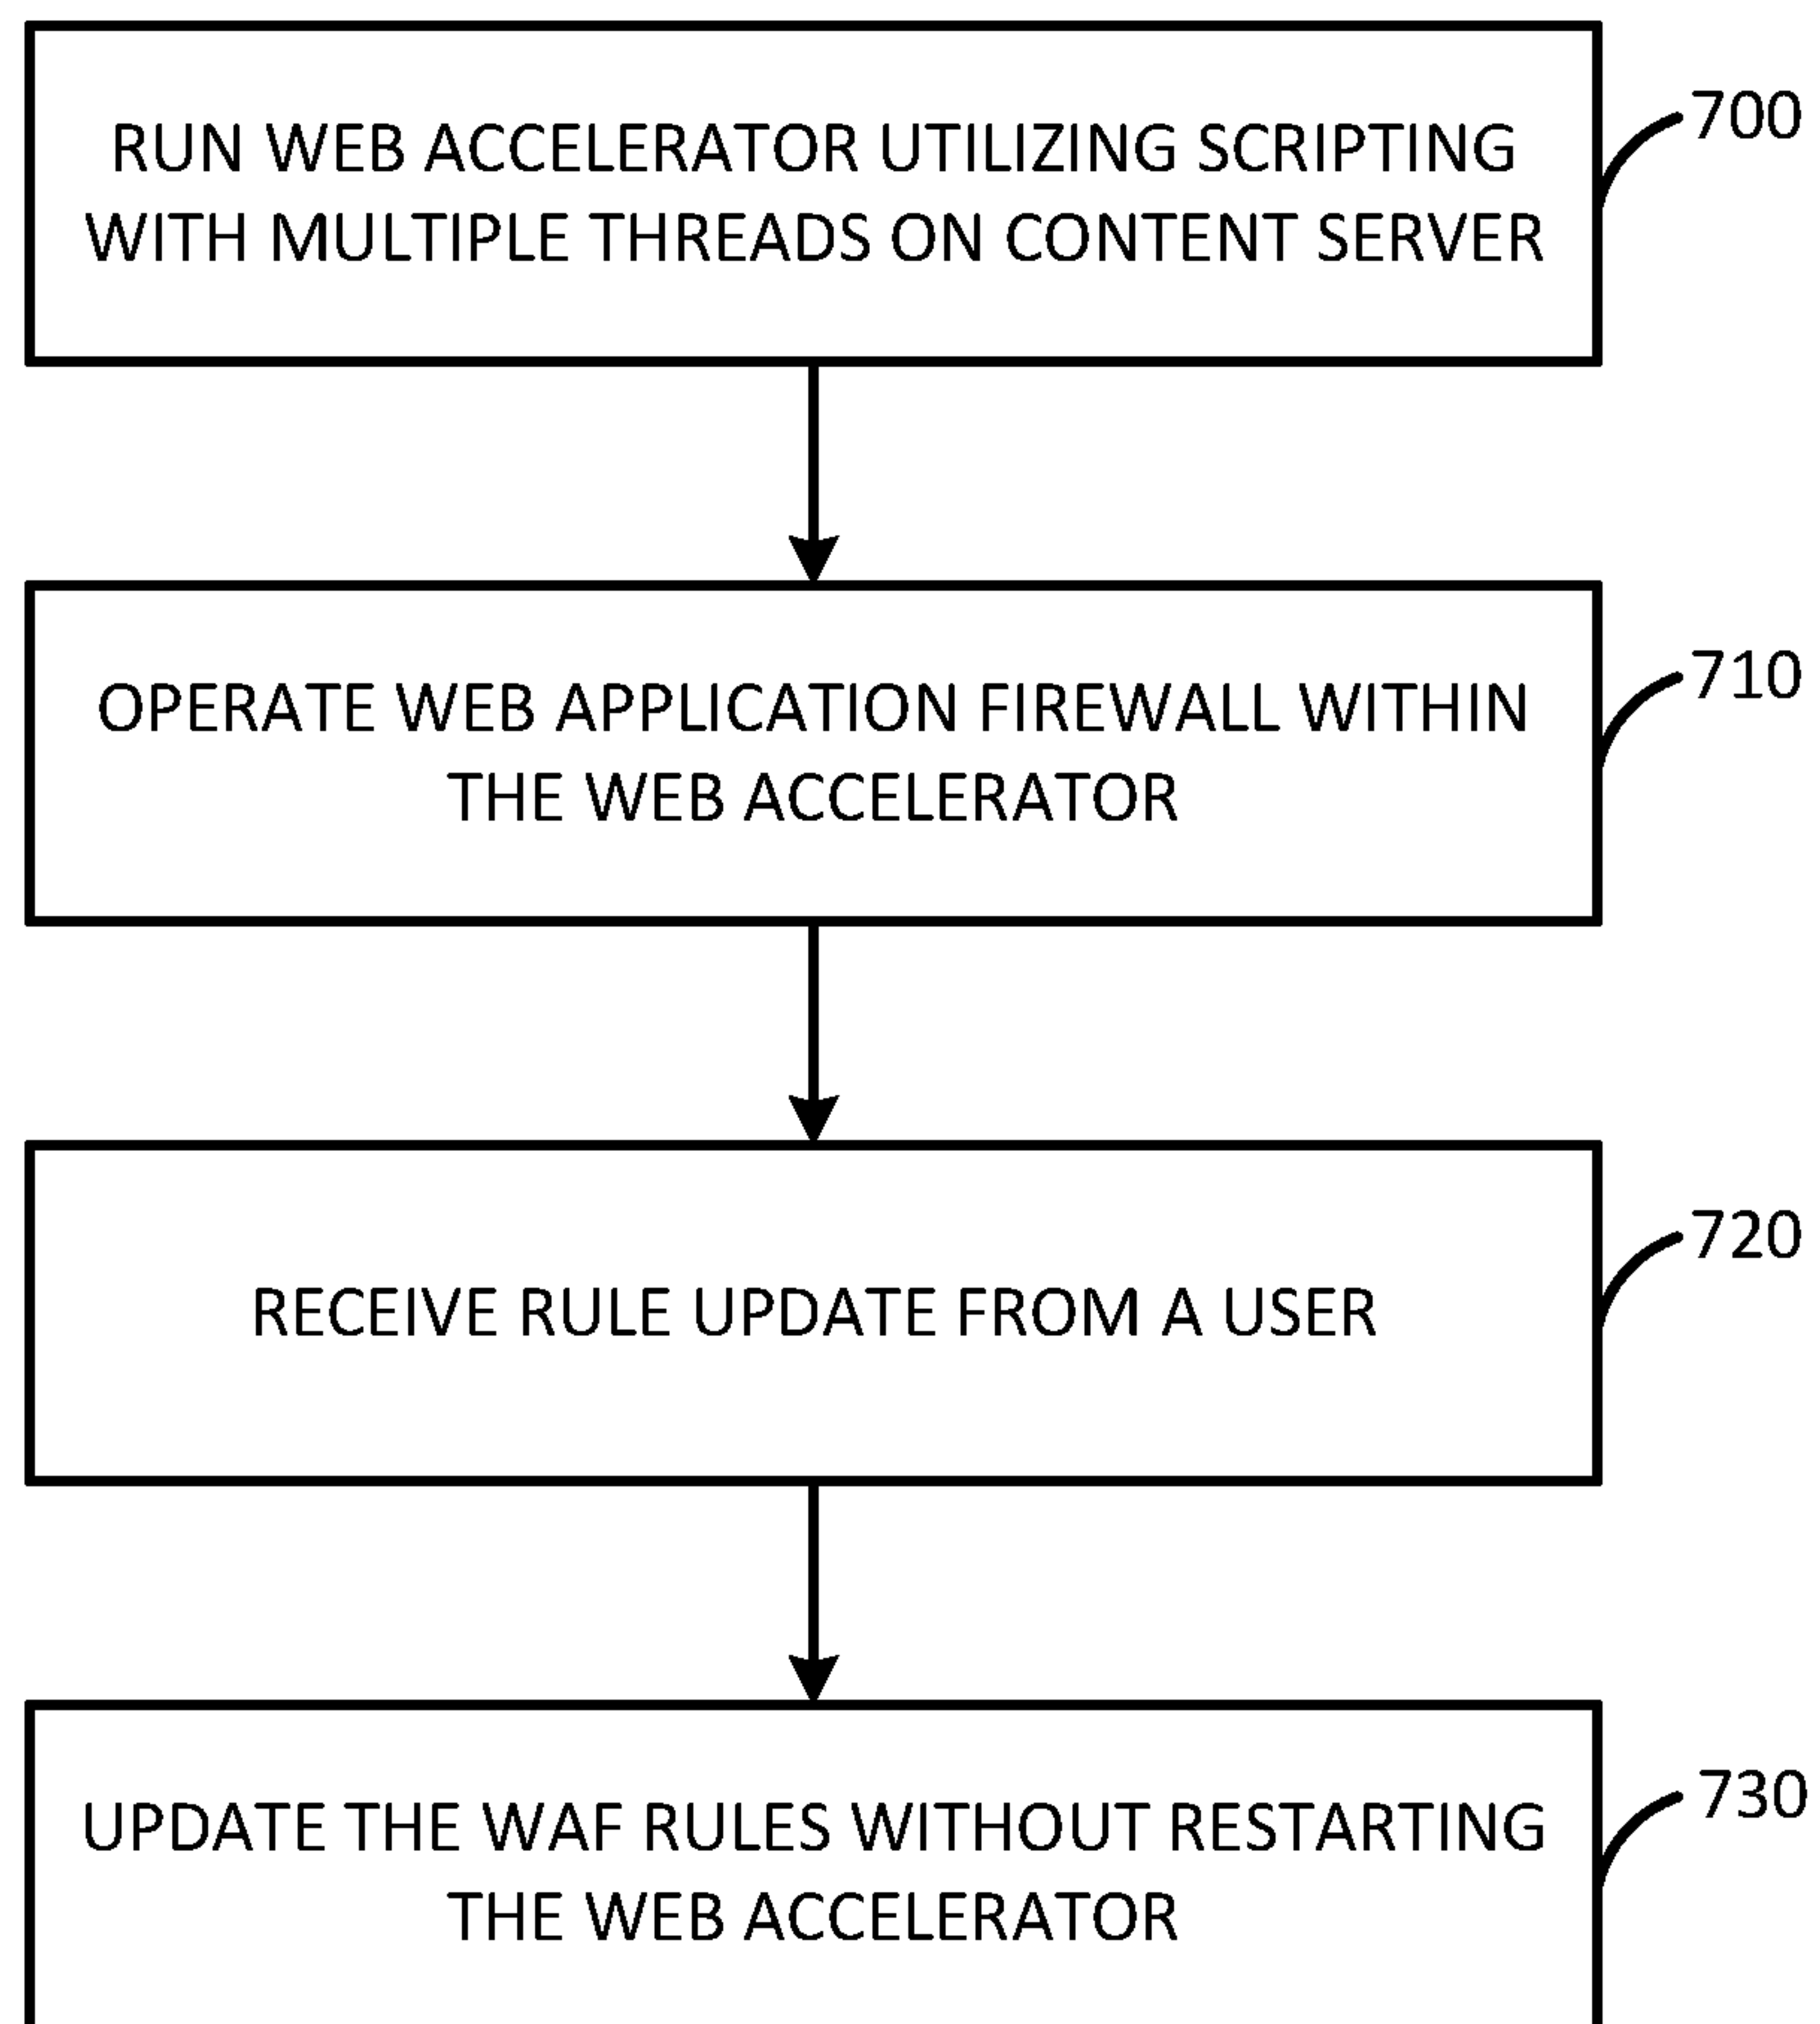 RUN WEB ACCELERATOR UTILIZING SCRIPTING
WITH MULTIPLE THREADS ON CONTENT SERVER
700
OPERATE WEB APPLICATION FIREWALL WITHIN
THE WEB ACCELERATOR
710
RECEIVE RULE UPDATE FROM A USER
720
UPDATE THE WAF RULES WITHOUT RESTARTING
THE WEB ACCELERATOR
730